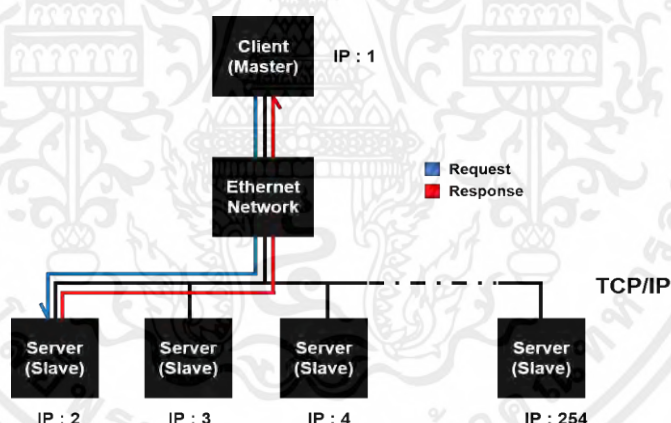 Client
(Master)
IP : 1
Ethernet
Network
Request
Response
TCP/IP
Server
(Slave)
Server
(Slave)
Server
(Slave)
Server
(Slave)
IP : 2
IP : 3
IP : 4
IP : 254